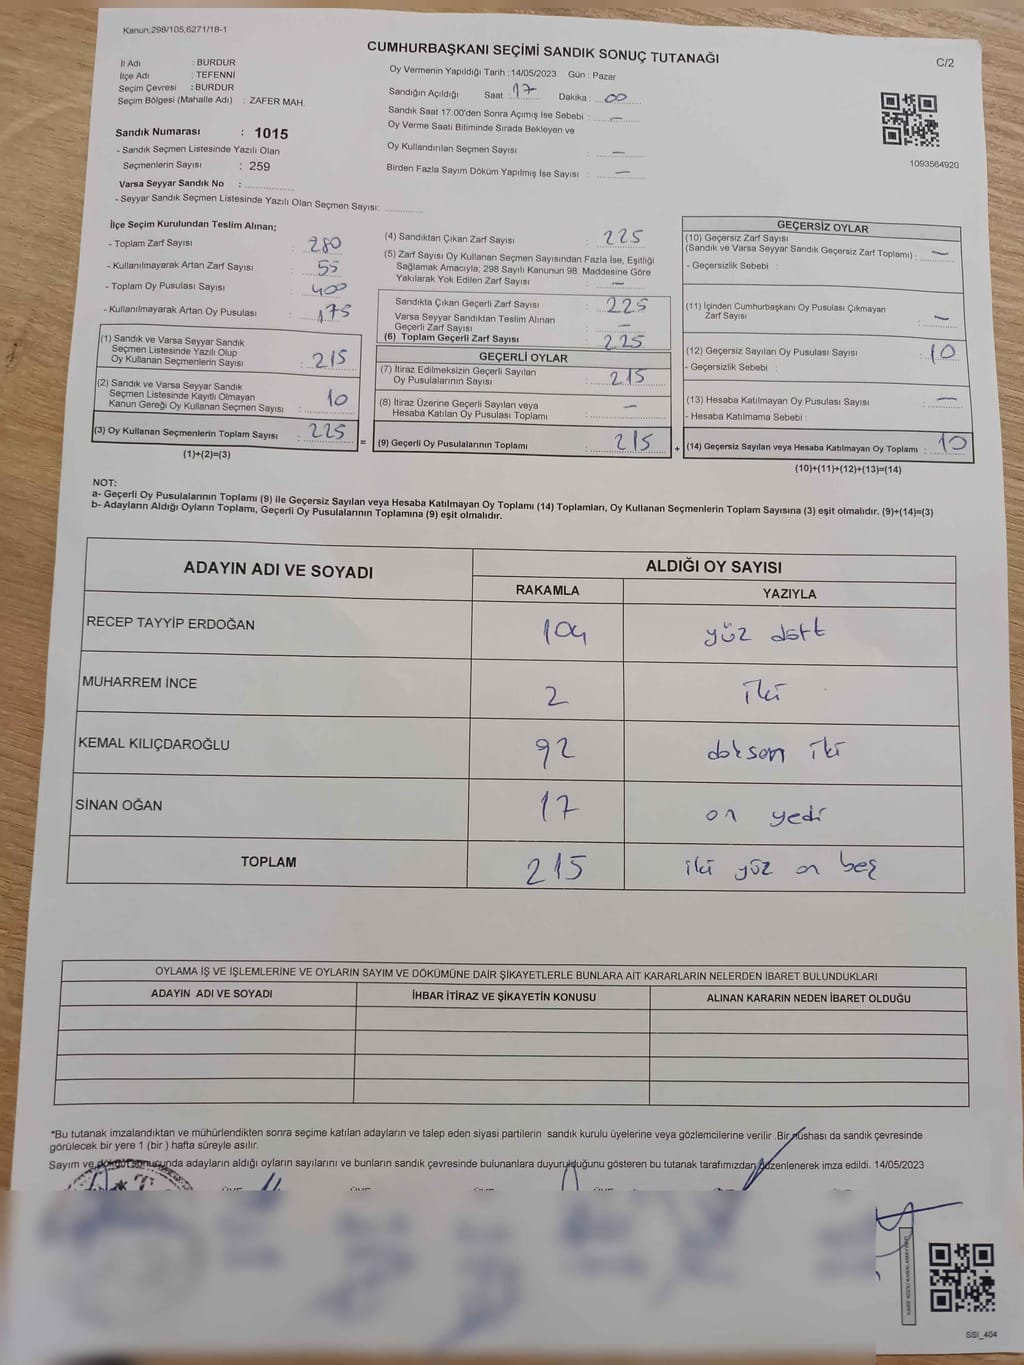 Kanun:298/105,6271/18-1
CUMHURBAŞKANI SEÇİMİ SANDIK SONUÇ TUTANAĞI
C/2
İl Adı : BURDUR
İlçe Adı : TEFENNİ
Seçim Çevresi : BURDUR
Seçim Bölgesi (Mahalle Adı) : ZAFER MAH.
Sandık Numarası : 1015
- Sandık Seçmen Listesinde Yazılı Olan
Seçmenlerin Sayısı : 259
Varsa Seyyar Sandık No :
- Seyyar Sandık Seçmen Listesinde Yazılı Olan Seçmen Sayısı:
Oy Vermenin Yapıldığı Tarih :14/05/2023 Gün : Pazar
Sandığın Açıldığı Saat : 17 Dakika : 00
Sandık Saat 17.00'den Sonra Açımış İse Sebebi : —
Oy Verme Saati Bitiminde Sırada Bekleyen ve
Oy Kullandırılan Seçmen Sayısı : —
Birden Fazla Sayım Döküm Yapılmış İse Sayısı : —
1093564920
İlçe Seçim Kurulundan Teslim Alınan;
- Toplam Zarf Sayısı : 280
- Kullanılmayarak Artan Zarf Sayısı : 55
- Toplam Oy Pusulası Sayısı : 400
- Kullanılmayarak Artan Oy Pusulası : 175
(1) Sandık ve Varsa Seyyar Sandık
Seçmen Listesinde Yazılı Olup
Oy Kullanan Seçmenlerin Sayısı : 215
(2) Sandık ve Varsa Seyyar Sandık
Seçmen Listesinde Kayıtlı Olmayan
Kanun Gereği Oy Kullanan Seçmen Sayısı : 10
(3) Oy Kullanan Seçmenlerin Toplam Sayısı : 225
(1)+(2)=(3)
(4) Sandıktan Çıkan Zarf Sayısı : 225
(5) Zarf Sayısı Oy Kullanan Seçmen Sayısından Fazla İse, Eşitliği
Sağlamak Amacıyla; 298 Sayılı Kanunun 98. Maddesine Göre
Yakılarak Yok Edilen Zarf Sayısı : —
Sandıkta Çıkan Geçerli Zarf Sayısı : 225
Varsa Seyyar Sandıktan Teslim Alınan
Geçerli Zarf Sayısı : —
(6) Toplam Geçerli Zarf Sayısı : 225
GEÇERLİ OYLAR
(7) İtiraz Edilmeksizin Geçerli Sayılan
Oy Pusulalarının Sayısı : 215
(8) İtiraz Üzerine Geçerli Sayılan veya
Hesaba Katılan Oy Pusulası Toplamı : —
= (9) Geçerli Oy Pusulalarının Toplamı : 215 +
GEÇERSİZ OYLAR
(10) Geçersiz Zarf Sayısı
(Sandık ve Varsa Seyyar Sandık Geçersiz Zarf Toplamı) : —
- Geçersizlik Sebebi :
(11) İçinden Cumhurbaşkanı Oy Pusulası Çıkmayan
Zarf Sayısı : —
(12) Geçersiz Sayılan Oy Pusulası Sayısı : 10
- Geçersizlik Sebebi :
(13) Hesaba Katılmayan Oy Pusulası Sayısı : —
- Hesaba Katılmama Sebebi :
(14) Geçersiz Sayılan veya Hesaba Katılmayan Oy Toplamı : 10
(10)+(11)+(12)+(13)=(14)
NOT:
a- Geçerli Oy Pusulalarının Toplamı (9) ile Geçersiz Sayılan veya Hesaba Katılmayan Oy Toplamı (14) Toplamları, Oy Kullanan Seçmenlerin Toplam Sayısına (3) eşit olmalıdır. (9)+(14)=(3)
b- Adayların Aldığı Oyların Toplamı, Geçerli Oy Pusulalarının Toplamına (9) eşit olmalıdır.
ADAYIN ADI VE SOYADI ALDIĞI OY SAYISI
RAKAMLA YAZIYLA
RECEP TAYYİP ERDOĞAN 104 yüz dört
MUHARREM İNCE 2 İki
KEMAL KILIÇDAROĞLU 92 doksan iki
SİNAN OĞAN 17 on yedi
TOPLAM 215 iki yüz on beş
OYLAMA İŞ VE İŞLEMLERİNE VE OYLARIN SAYIM VE DÖKÜMÜNE DAİR ŞİKAYETLERLE BUNLARA AİT KARARLARIN NELERDEN İBARET BULUNDUKLARI
ADAYIN ADI VE SOYADI İHBAR İTİRAZ VE ŞİKAYETİN KONUSU ALINAN KARARIN NEDEN İBARET OLDUĞU
*Bu tutanak imzalandıktan ve mühürlendikten sonra seçime katılan adayların ve talep eden siyasi partilerin sandık kurulu üyelerine veya gözlemcilerine verilir .Bir nüshası da sandık çevresinde
görülecek bir yere 1 (bir ) hafta süreyle asılır.
Sayım ve döküm sonucunda adayların aldığı oyların sayılarını ve bunların sandık çevresinde bulunanlara duyurulduğunu gösteren bu tutanak tarafımızdan düzenlenerek imza edildi. 14/05/2023
SSI_404